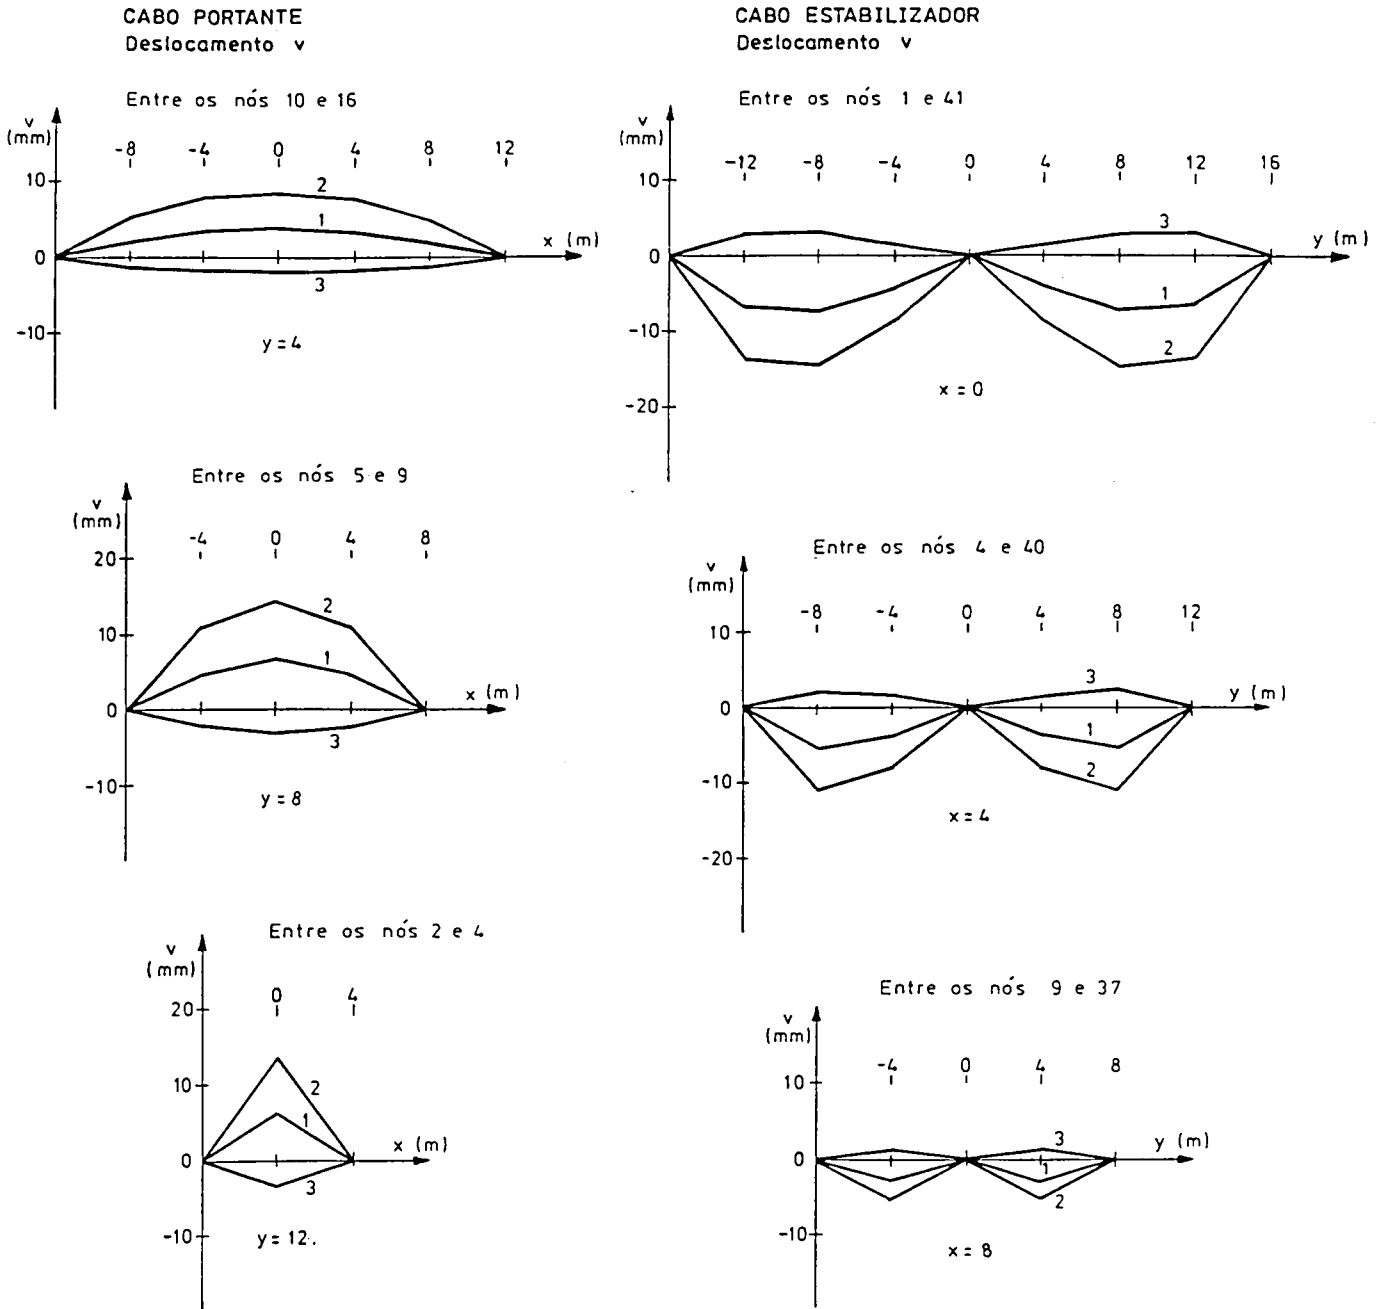 CABO PORTANTE
Deslocamento v
Entre os nós 10 e 16
v
(mm)
-8 -4 0 4 8 12
10
2
1
x (m)
0
3
-10
y = 4
Entre os nós 5 e 9
v
(mm)
-4 0 4 8
20
2
10
1
x (m)
0
3
-10
y = 8
Entre os nós 2 e 4
v
(mm)
0 4
20
10
2
1
x (m)
0
3
-10
y = 12
CABO ESTABILIZADOR
Deslocamento v
Entre os nós 1 e 41
v
(mm)
-12 -8 -4 0 4 8 12 16
10
3
y (m)
0
1
-10
2
x = 0
-20
Entre os nós 4 e 40
v
(mm)
-8 -4 0 4 8 12
10
3
y (m)
0
1
2
-10
x = 4
-20
Entre os nós 9 e 37
v
(mm)
-4 0 4 8
10
3
y (m)
0
1
2
-10
x = 8